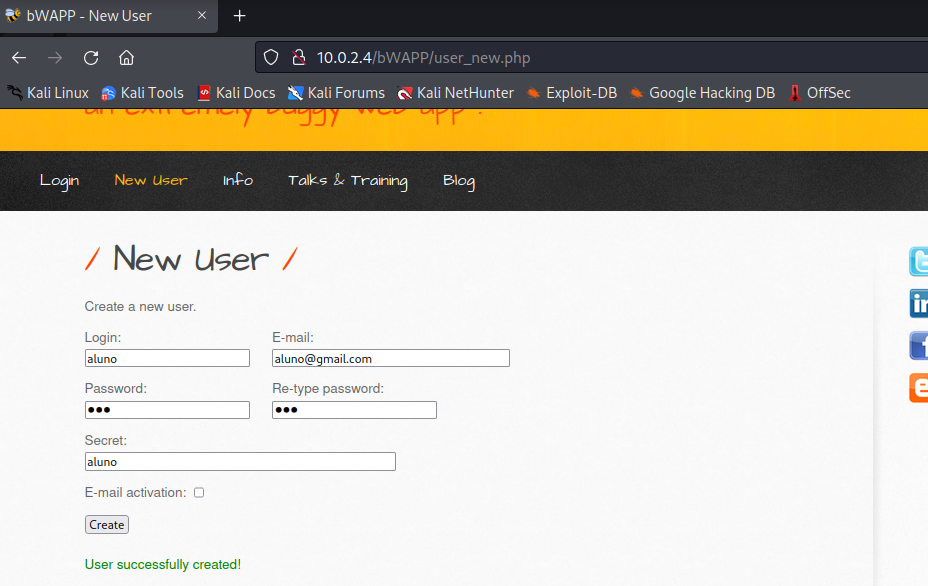 bWAPP - New User
10.0.2.4/bWAPP/user_new.php
Kali Linux Kali Tools Kali Docs Kali Forums Kali NetHunter Exploit-DB Google Hacking DB OffSec
an extremely buggy web app !
Login New User Info Talks & Training Blog
/ New User /
Create a new user.
Login: E-mail:
aluno aluno@gmail.com
Password: Re-type password:
●●● ●●●
Secret:
aluno
E-mail activation:
Create
User successfully created!